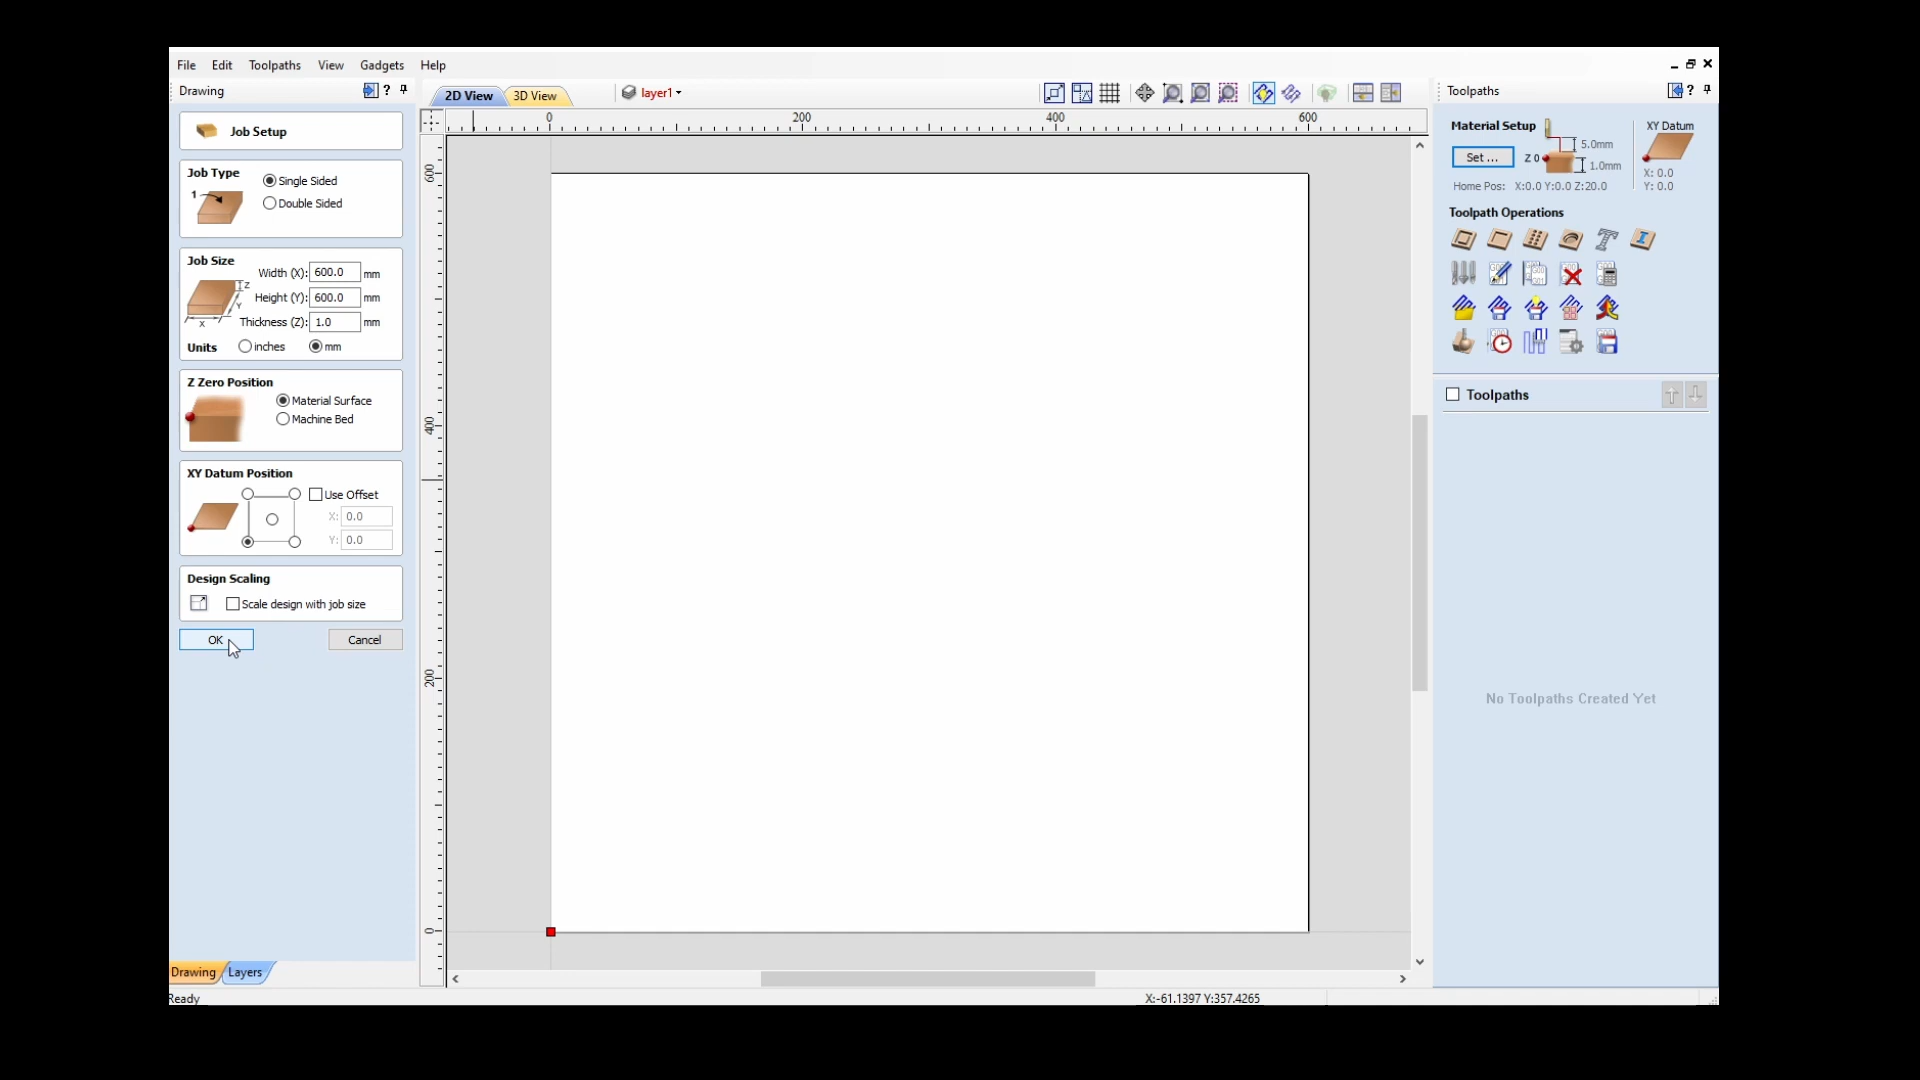 File Edit Toolpaths View Gadgets Help
Drawing ?
Job Setup
Job Type
1
Single Sided
Double Sided
Job Size
Width (X): 600.0 mm
Height (Y): 600.0 mm
Thickness (Z): 1.0 mm
Z
Y
X
Units inches mm
Z Zero Position
Material Surface
Machine Bed
XY Datum Position
Use Offset
X: 0.0
Y: 0.0
Design Scaling
Scale design with job size
OK Cancel
Drawing Layers
Ready
2D View 3D View layer1
0 200 400 600
600
400
200
0
X:-61.1397 Y:357.4265
Toolpaths ?
Material Setup
Set ...
Z 0
5.0mm
1.0mm
XY Datum
X: 0.0
Y: 0.0
Home Pos: X:0.0 Y:0.0 Z:20.0
Toolpath Operations
Toolpaths
No Toolpaths Created Yet